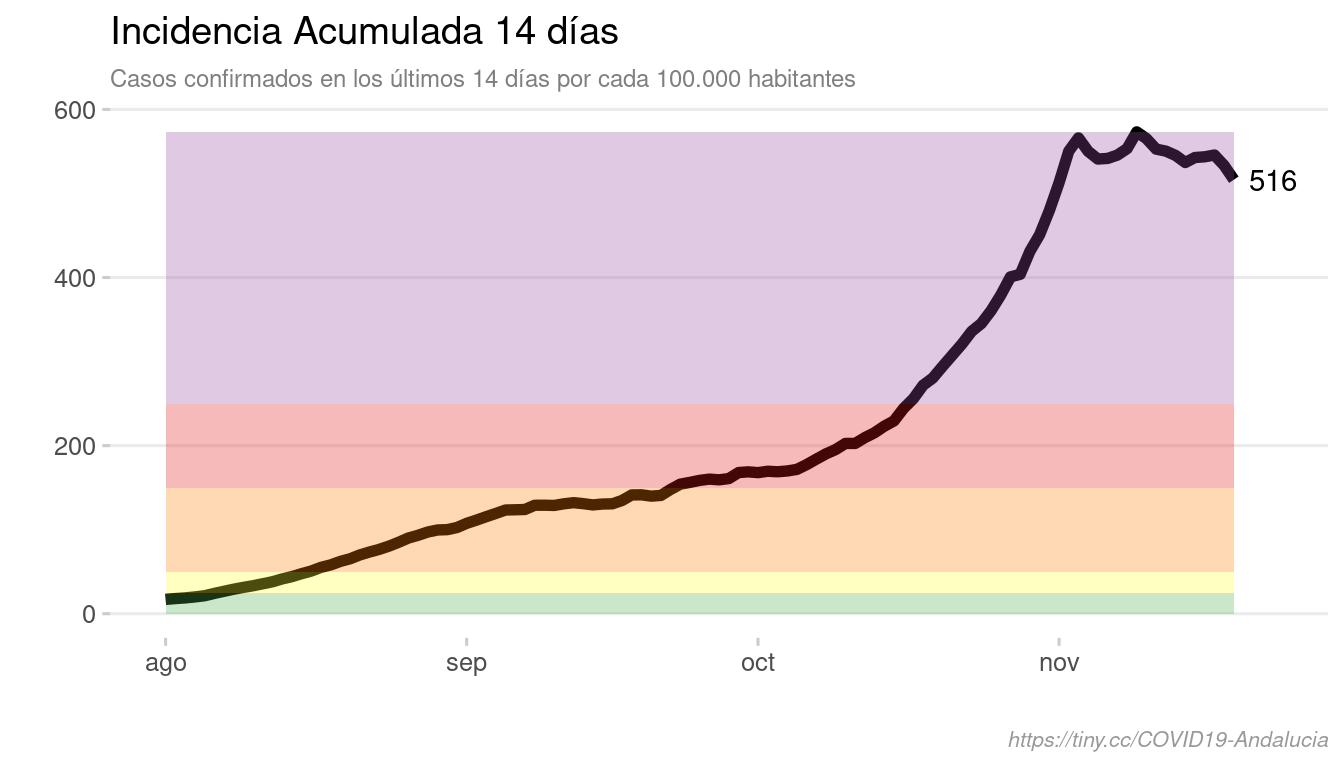 Incidencia Acumulada 14 días
Casos confirmados en los últimos 14 días por cada 100.000 habitantes
600
400
200
0
516
ago sep oct nov
https://tiny.cc/COVID19-Andalucia